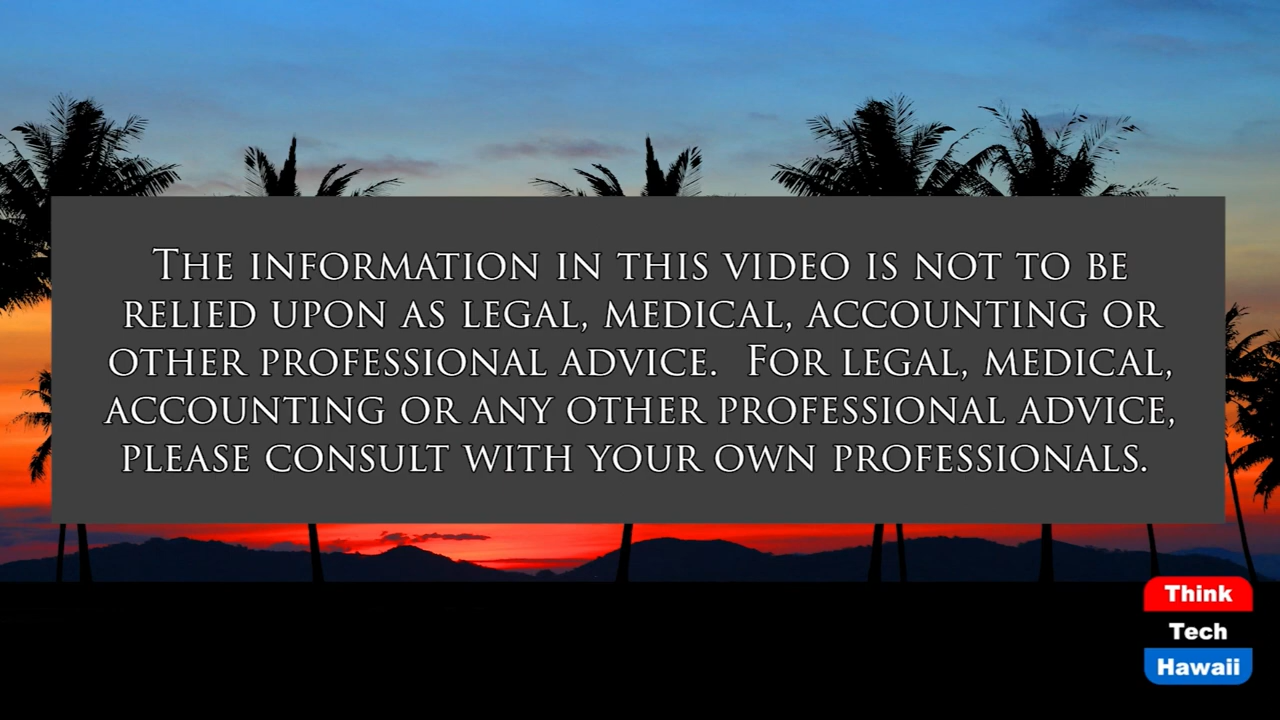 The information in this video is not to be
relied upon as legal, medical, accounting or
other professional advice.  For legal, medical,
accounting or any other professional advice,
please consult with your own professionals.
Think
Tech
Hawaii